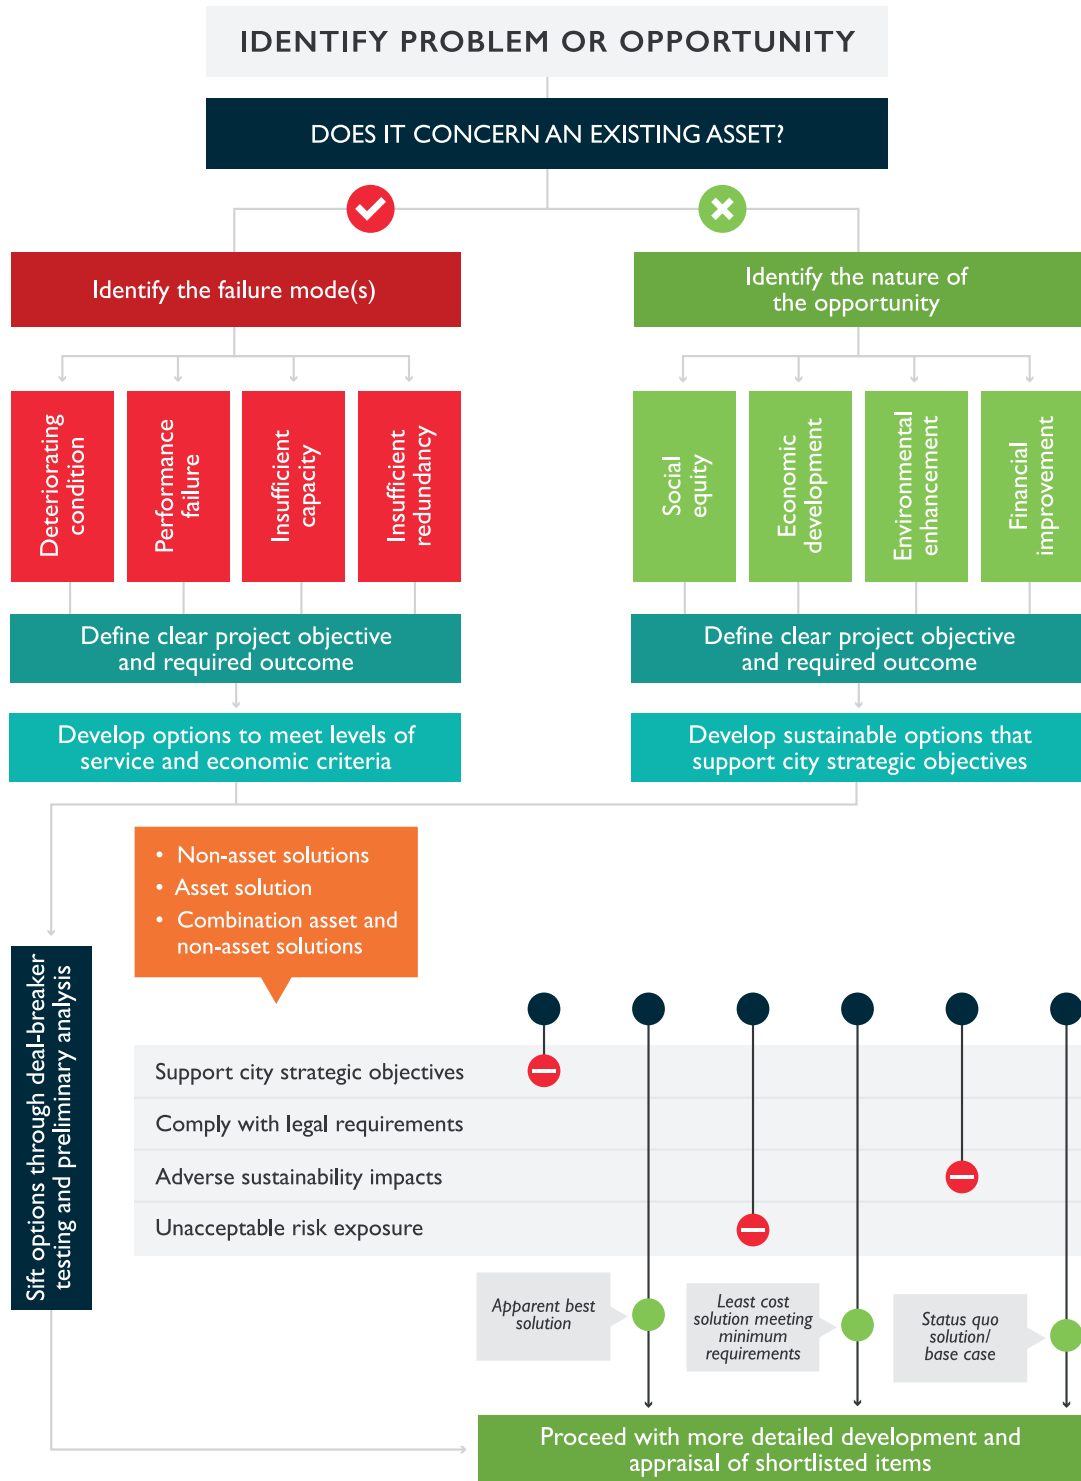 IDENTIFY PROBLEM OR OPPORTUNITY
DOES IT CONCERN AN EXISTING ASSET?
Identify the failure mode(s)
Identify the nature of
the opportunity
Deteriorating
condition
Performance
failure
Insufficient
capacity
Insufficient
redundancy
Social
equity
Economic
development
Environmental
enhancement
Financial
improvement
Define clear project objective
and required outcome
Define clear project objective
and required outcome
Develop options to meet levels of
service and economic criteria
Develop sustainable options that
support city strategic objectives
• Non-asset solutions
• Asset solution
• Combination asset and
non-asset solutions
Sift options through deal-breaker
testing and preliminary analysis
Support city strategic objectives
Comply with legal requirements
Adverse sustainability impacts
Unacceptable risk exposure
Apparent best
solution
Least cost
solution meeting
minimum
requirements
Status quo
solution/
base case
Proceed with more detailed development and
appraisal of shortlisted items